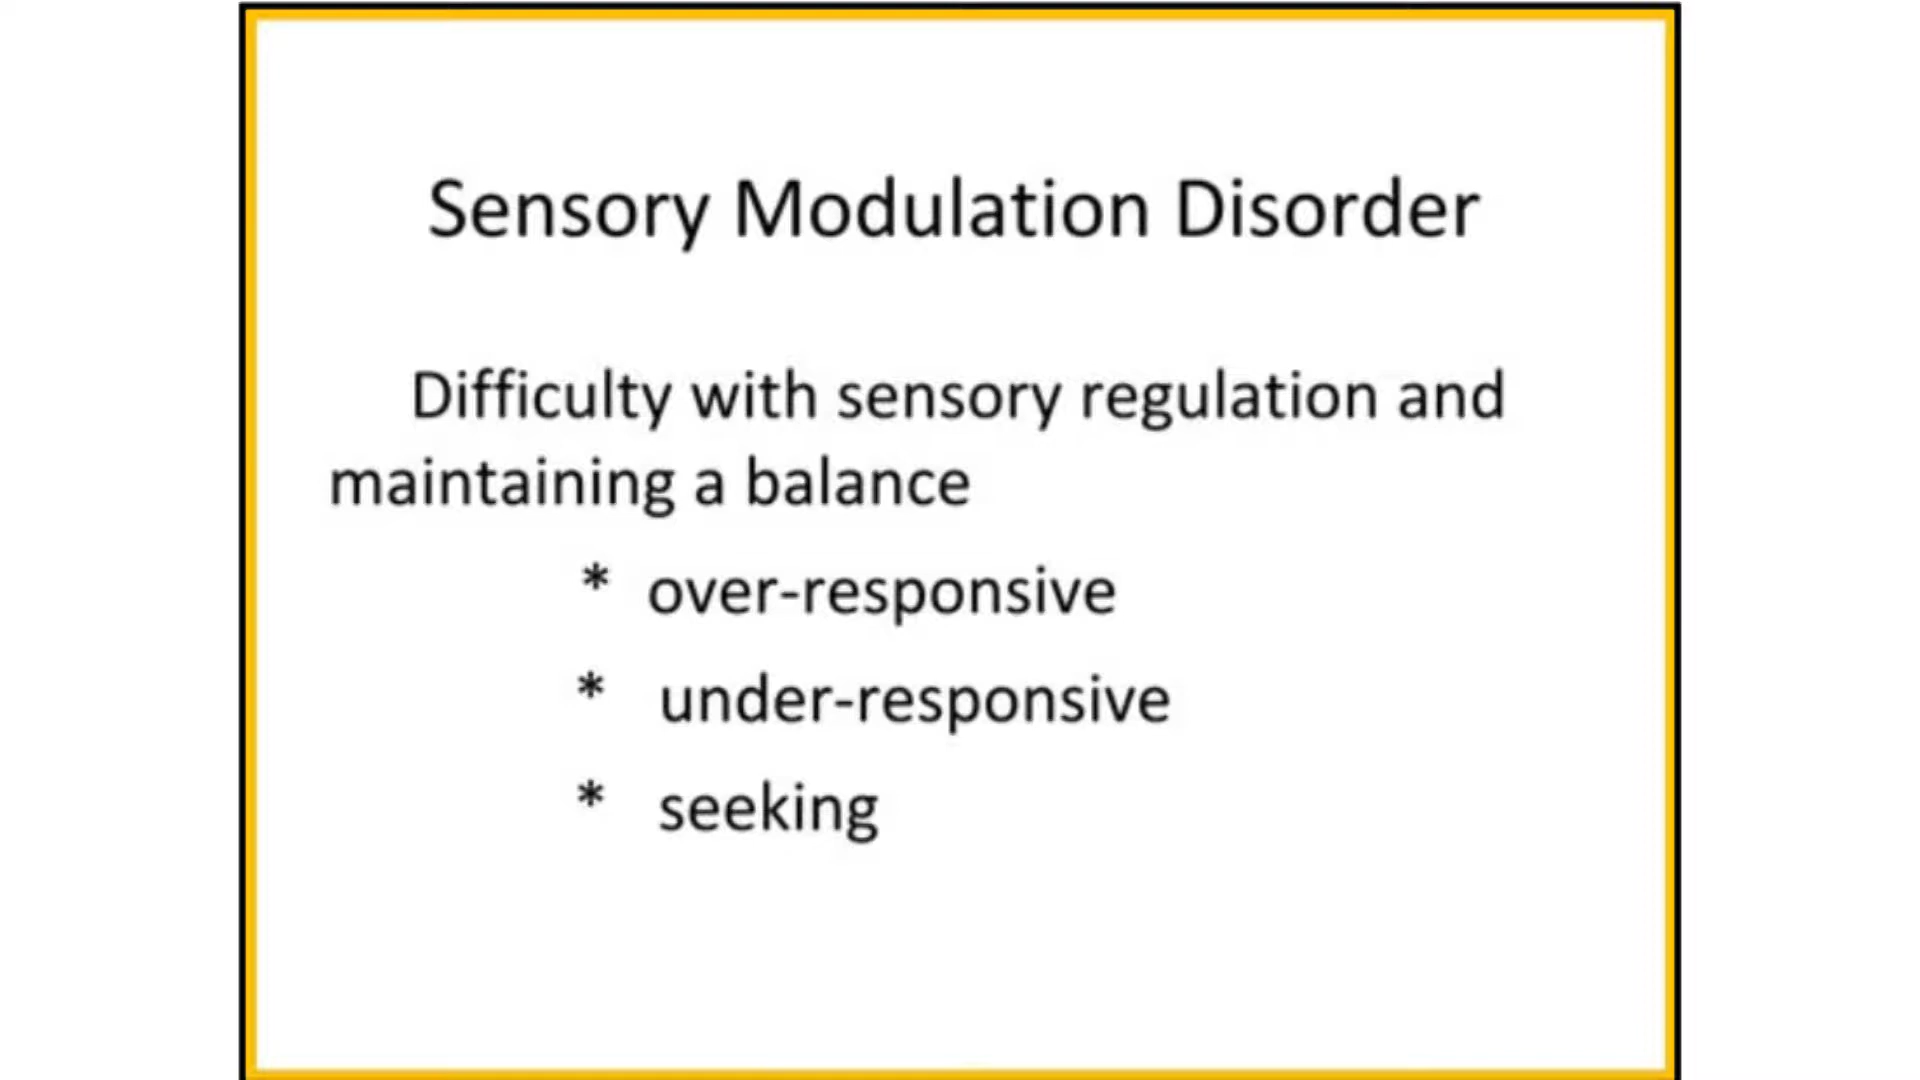 Sensory Modulation Disorder
Difficulty with sensory regulation and
maintaining a balance
* over-responsive
* under-responsive
* seeking